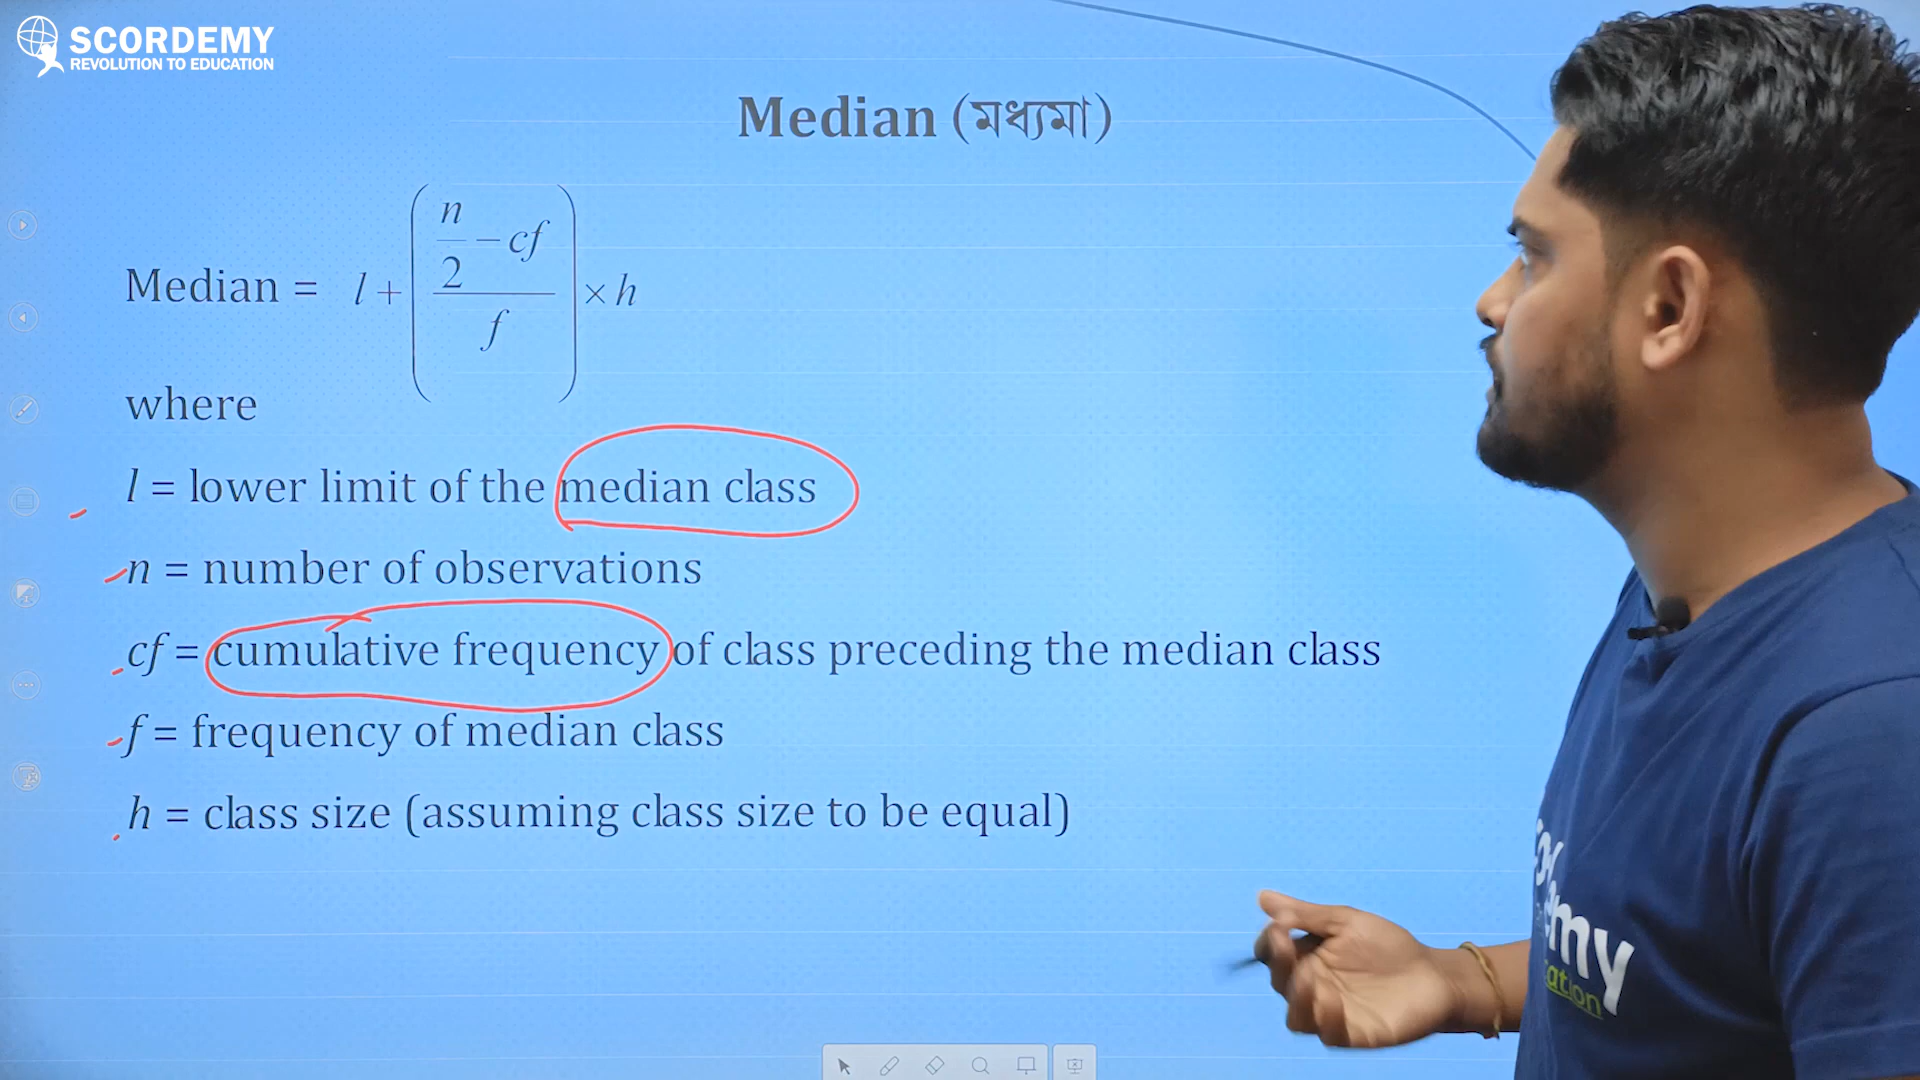 SCORDEMY
REVOLUTION TO EDUCATION
Median (মধ্যমা)
Median = l + ( (n/2 − cf) / f ) × h
where
l = lower limit of the median class
n = number of observations
cf = cumulative frequency of class preceding the median class
f = frequency of median class
h = class size (assuming class size to be equal)
my